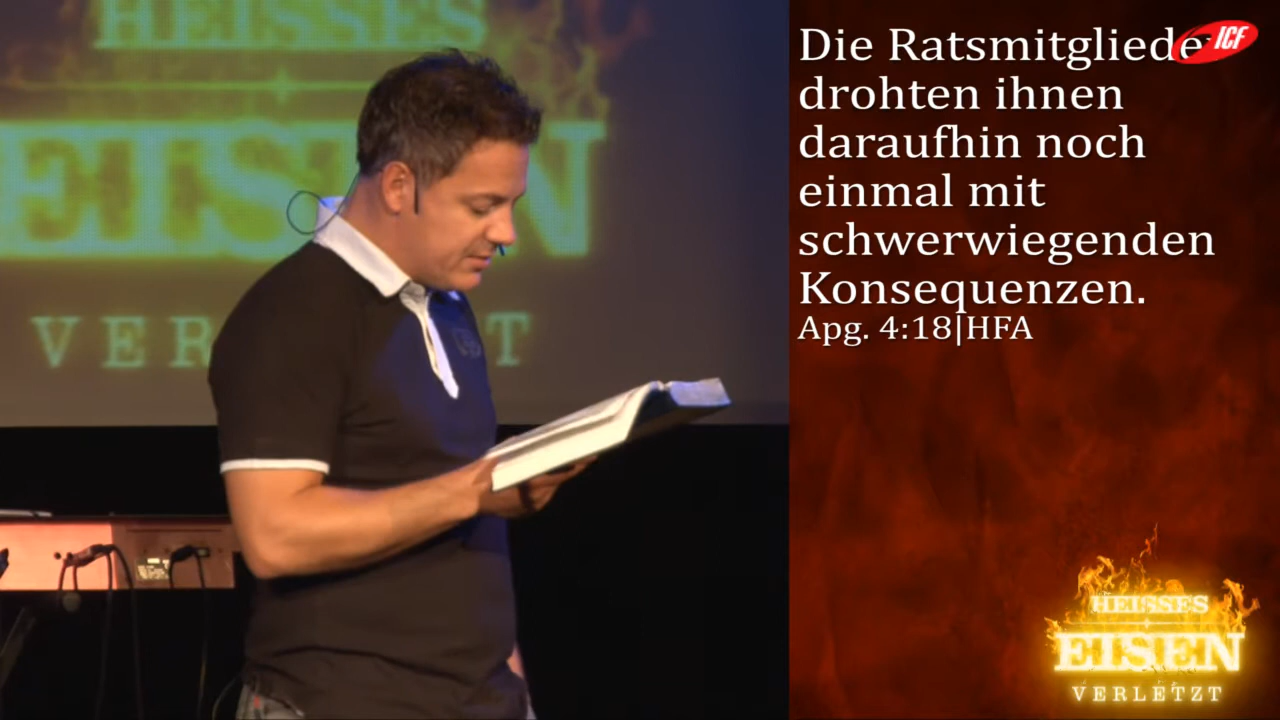 HEISSES
EISEN
VER T
Die Ratsmitglieder
drohten ihnen
daraufhin noch
einmal mit
schwerwiegenden
Konsequenzen.
Apg. 4:18|HFA
ICF
HEISSES
EISEN
VERLETZT